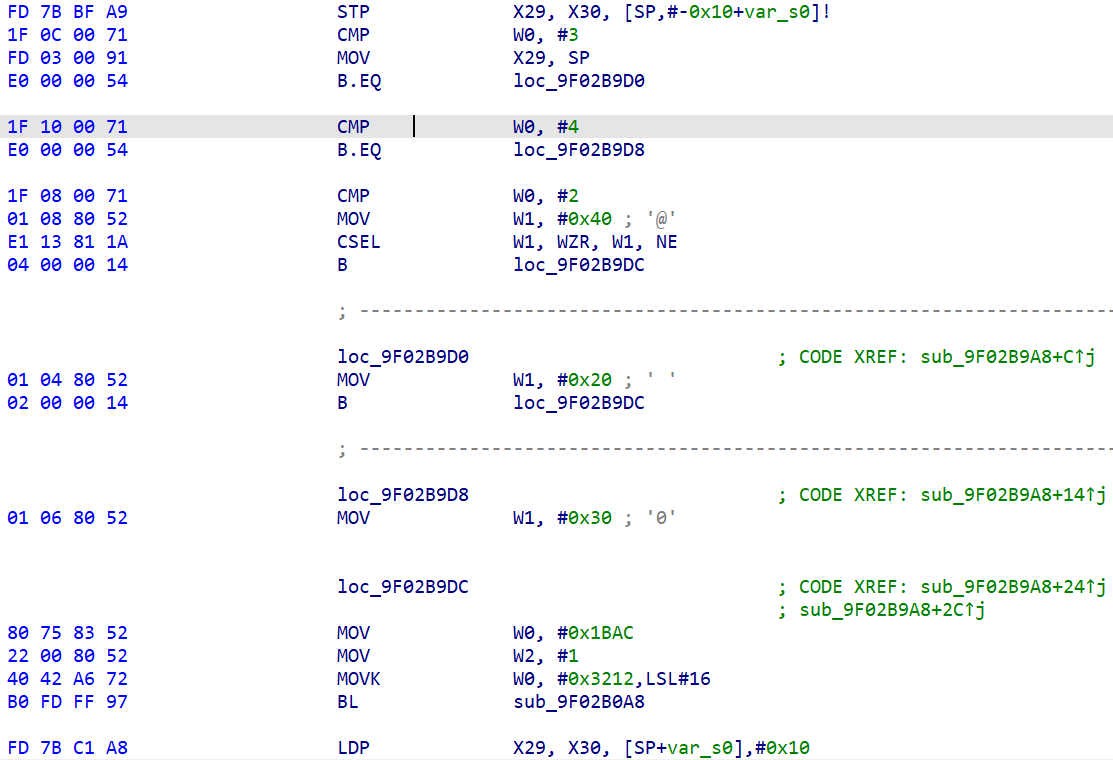 FD 7B BF A9 STP X29, X30, [SP,#-0x10+var_s0]!
1F 0C 00 71 CMP W0, #3
FD 03 00 91 MOV X29, SP
E0 00 00 54 B.EQ loc_9F02B9D0
1F 10 00 71 CMP W0, #4
E0 00 00 54 B.EQ loc_9F02B9D8
1F 08 00 71 CMP W0, #2
01 08 80 52 MOV W1, #0x40 ; '@'
E1 13 81 1A CSEL W1, WZR, W1, NE
04 00 00 14 B loc_9F02B9DC
; ---------------------------------------------------------------------
loc_9F02B9D0 ; CODE XREF: sub_9F02B9A8+C↑j
01 04 80 52 MOV W1, #0x20 ; ' '
02 00 00 14 B loc_9F02B9DC
; ---------------------------------------------------------------------
loc_9F02B9D8 ; CODE XREF: sub_9F02B9A8+14↑j
01 06 80 52 MOV W1, #0x30 ; '0'
loc_9F02B9DC ; CODE XREF: sub_9F02B9A8+24↑j
; sub_9F02B9A8+2C↑j
80 75 83 52 MOV W0, #0x1BAC
22 00 80 52 MOV W2, #1
40 42 A6 72 MOVK W0, #0x3212,LSL#16
B0 FD FF 97 BL sub_9F02B0A8
FD 7B C1 A8 LDP X29, X30, [SP+var_s0],#0x10